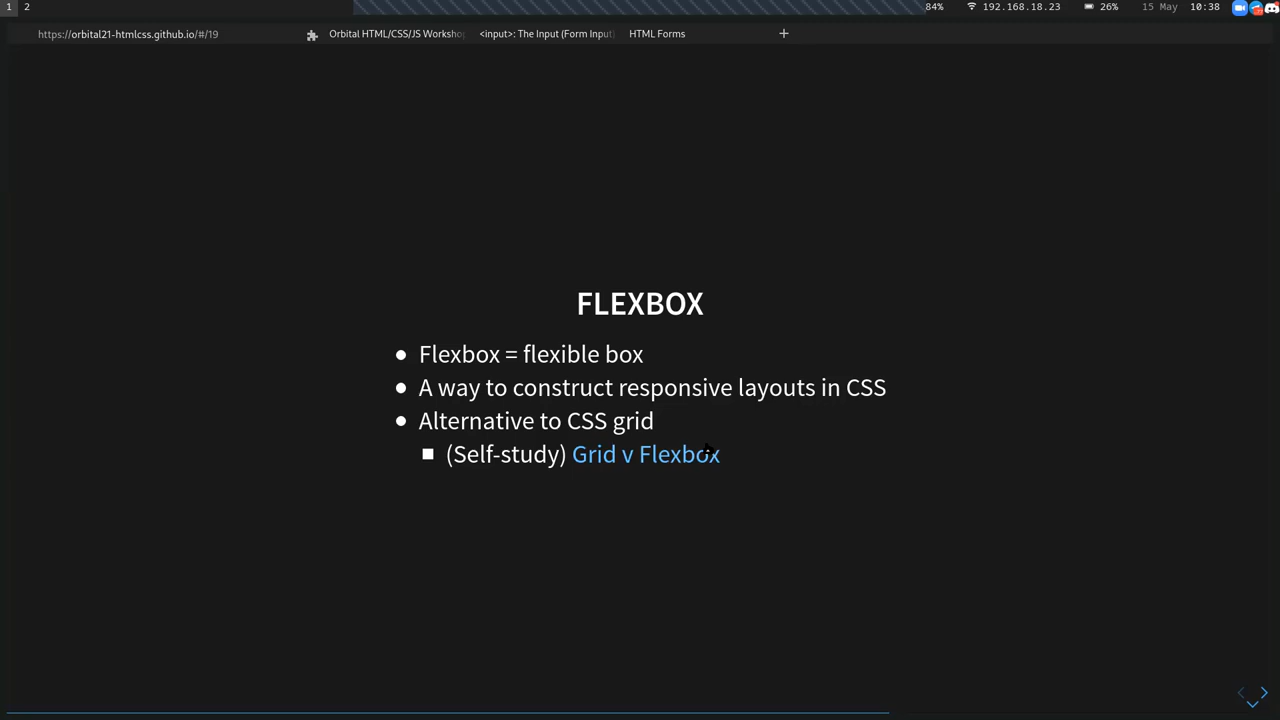 1 2 84% 192.168.18.23 26% 15 May 10:38
https://orbital21-htmlcss.github.io/#/19 Orbital HTML/CSS/JS Worksho <input>: The Input (Form Input) HTML Forms +
FLEXBOX
Flexbox = flexible box
A way to construct responsive layouts in CSS
Alternative to CSS grid
(Self-study) Grid v Flexbox